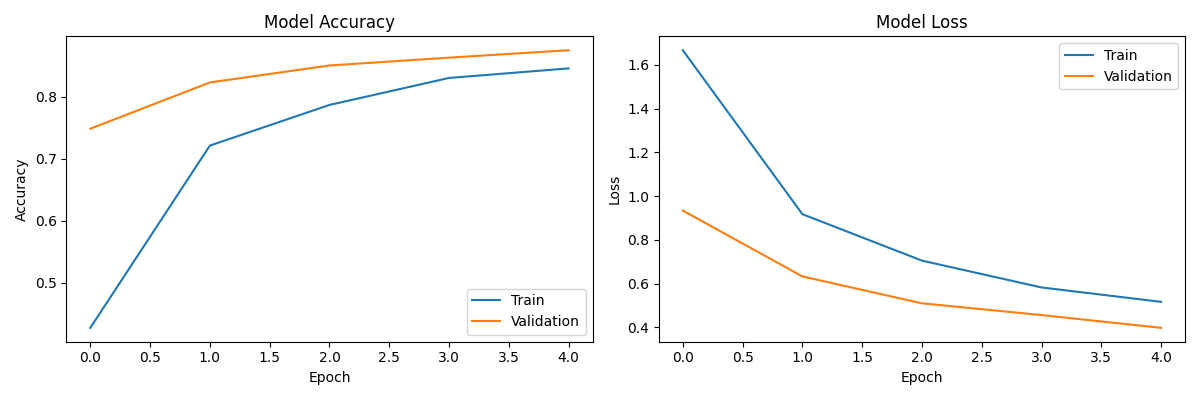 Model Accuracy
Accuracy
0.8
0.7
0.6
0.5
0.0 0.5 1.0 1.5 2.0 2.5 3.0 3.5 4.0
Epoch
Train
Validation
Model Loss
Loss
1.6
1.4
1.2
1.0
0.8
0.6
0.4
0.0 0.5 1.0 1.5 2.0 2.5 3.0 3.5 4.0
Epoch
Train
Validation